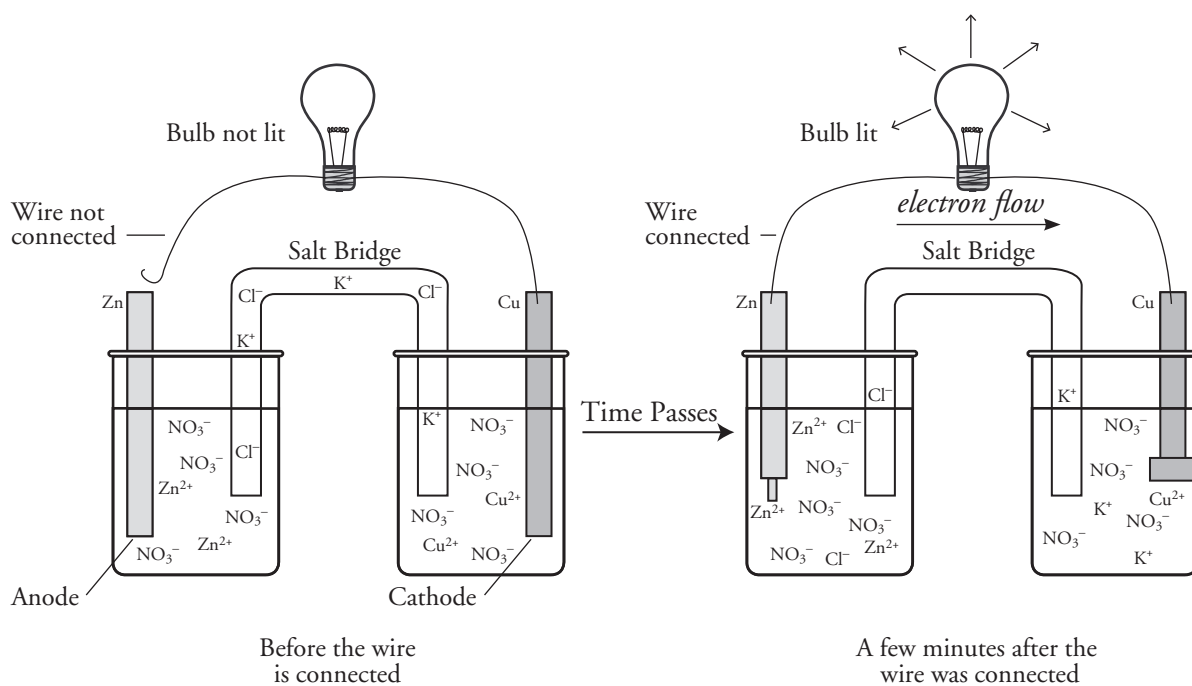 Bulb not lit
Wire not
connected
Salt Bridge
K⁺
Cl⁻
Cl⁻
Zn
Cu
K⁺
K⁺
Cl⁻
NO₃⁻
NO₃⁻
Zn²⁺
NO₃⁻
Zn²⁺
NO₃⁻
NO₃⁻
NO₃⁻
Cu²⁺
NO₃⁻
Cu²⁺
NO₃⁻
Anode
Cathode
Before the wire
is connected
Time Passes
Bulb lit
Wire
connected
electron flow
Salt Bridge
Zn
Cu
Cl⁻
K⁺
Zn²⁺
Cl⁻
NO₃⁻
Zn²⁺
NO₃⁻
NO₃⁻
NO₃⁻
Cl⁻
Zn²⁺
NO₃⁻
NO₃⁻
Cu²⁺
K⁺
NO₃⁻
NO₃⁻
K⁺
A few minutes after the
wire was connected